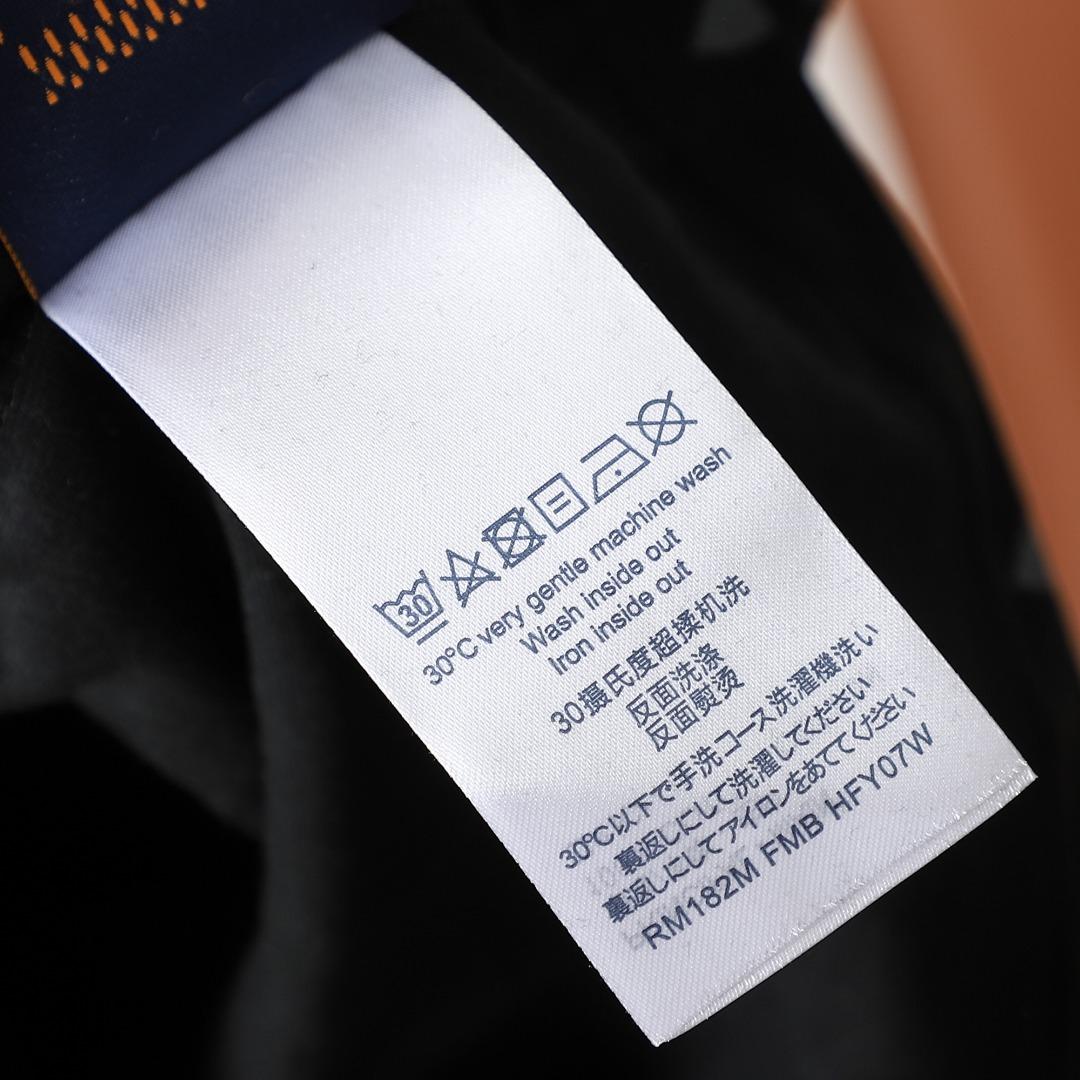 30
30°C very gentle machine wash
Wash inside out
Iron inside out
30摄氏度超揉机洗
反面洗涤
反面熨烫
30℃以下で手洗コース洗濯機洗い
裏返しにして洗濯してください
裏返しにしてアイロンをあててください
RM182M FMB HFY07W